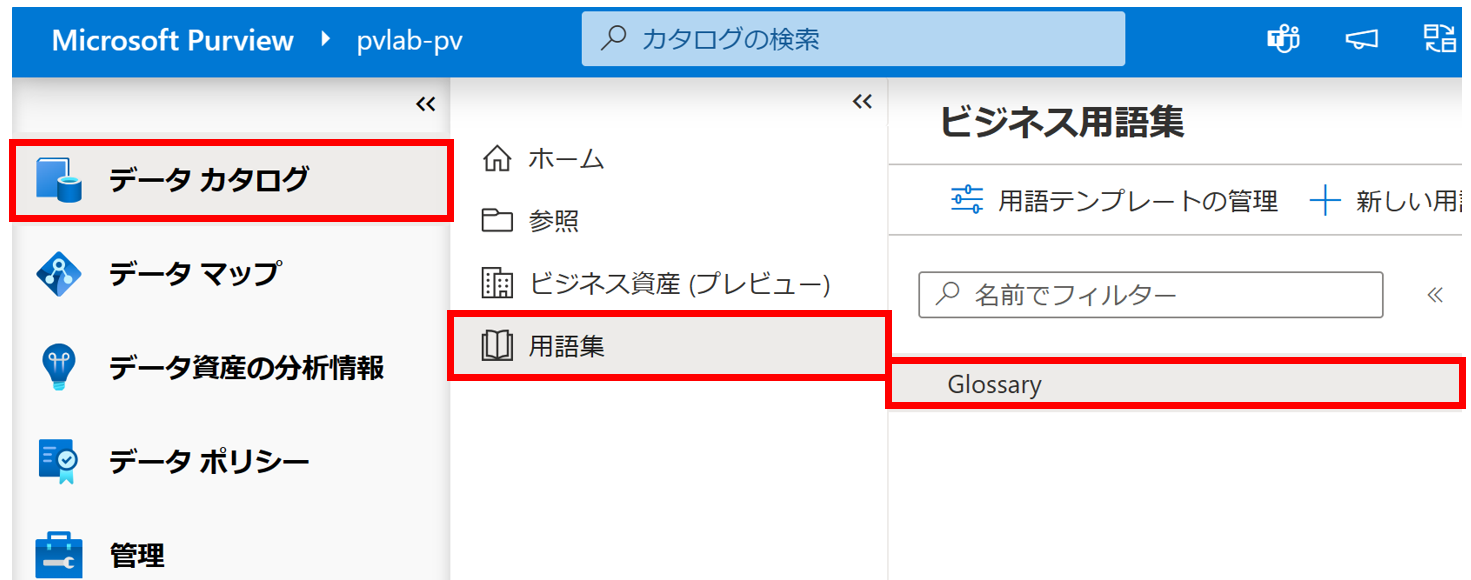 Microsoft Purview pvlab-pv
カタログの検索
データ カタログ
データ マップ
データ資産の分析情報
データ ポリシー
管理
ホーム
参照
ビジネス資産 (プレビュー)
用語集
ビジネス用語集
用語テンプレートの管理
新しい用
名前でフィルター
Glossary